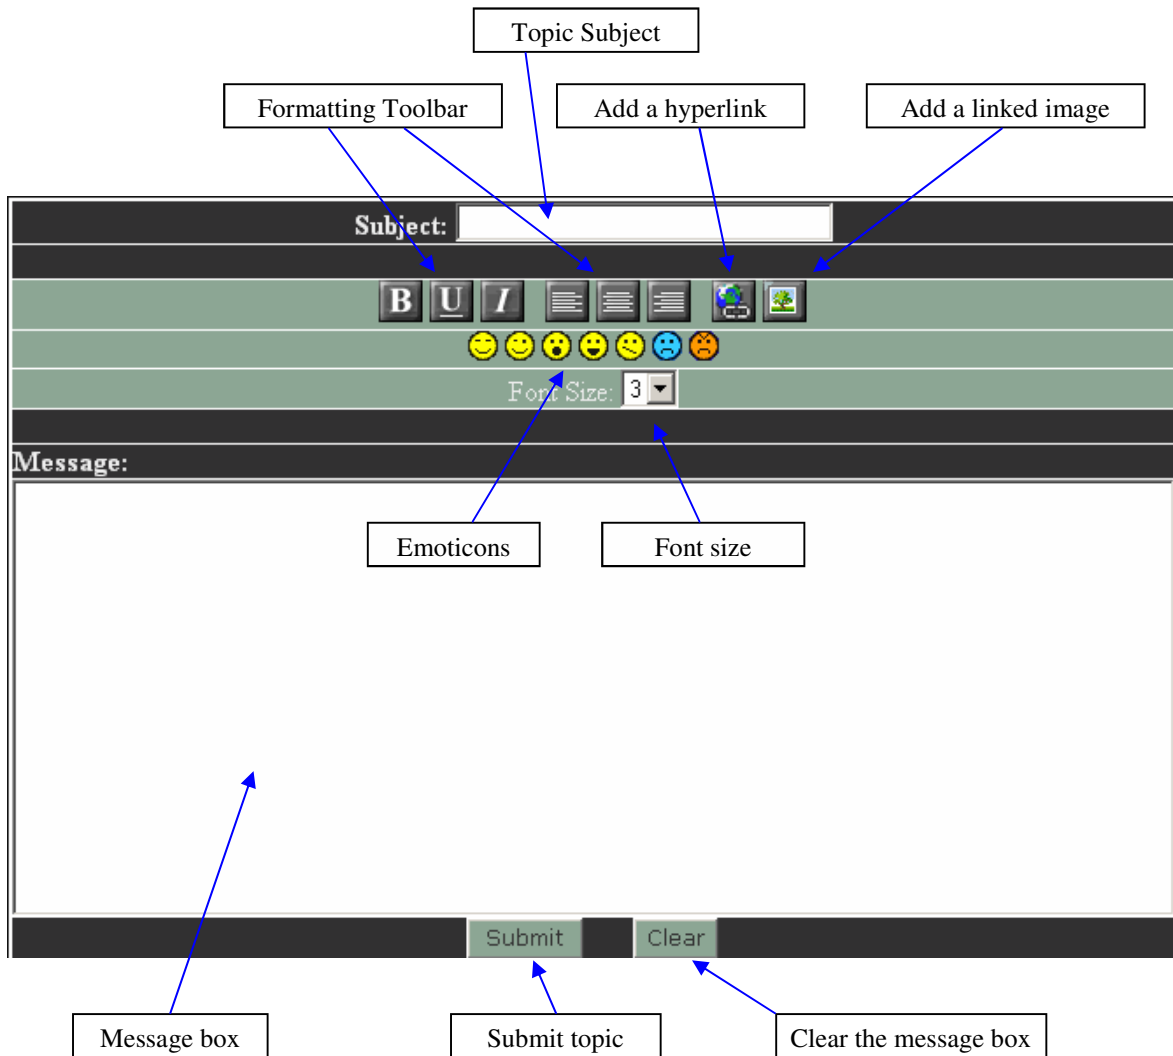 Topic Subject
Formatting Toolbar
Add a hyperlink
Add a linked image
Subject:
B U I
Font Size: 3
Message:
Emoticons
Font size
Submit
Clear
Message box
Submit topic
Clear the message box